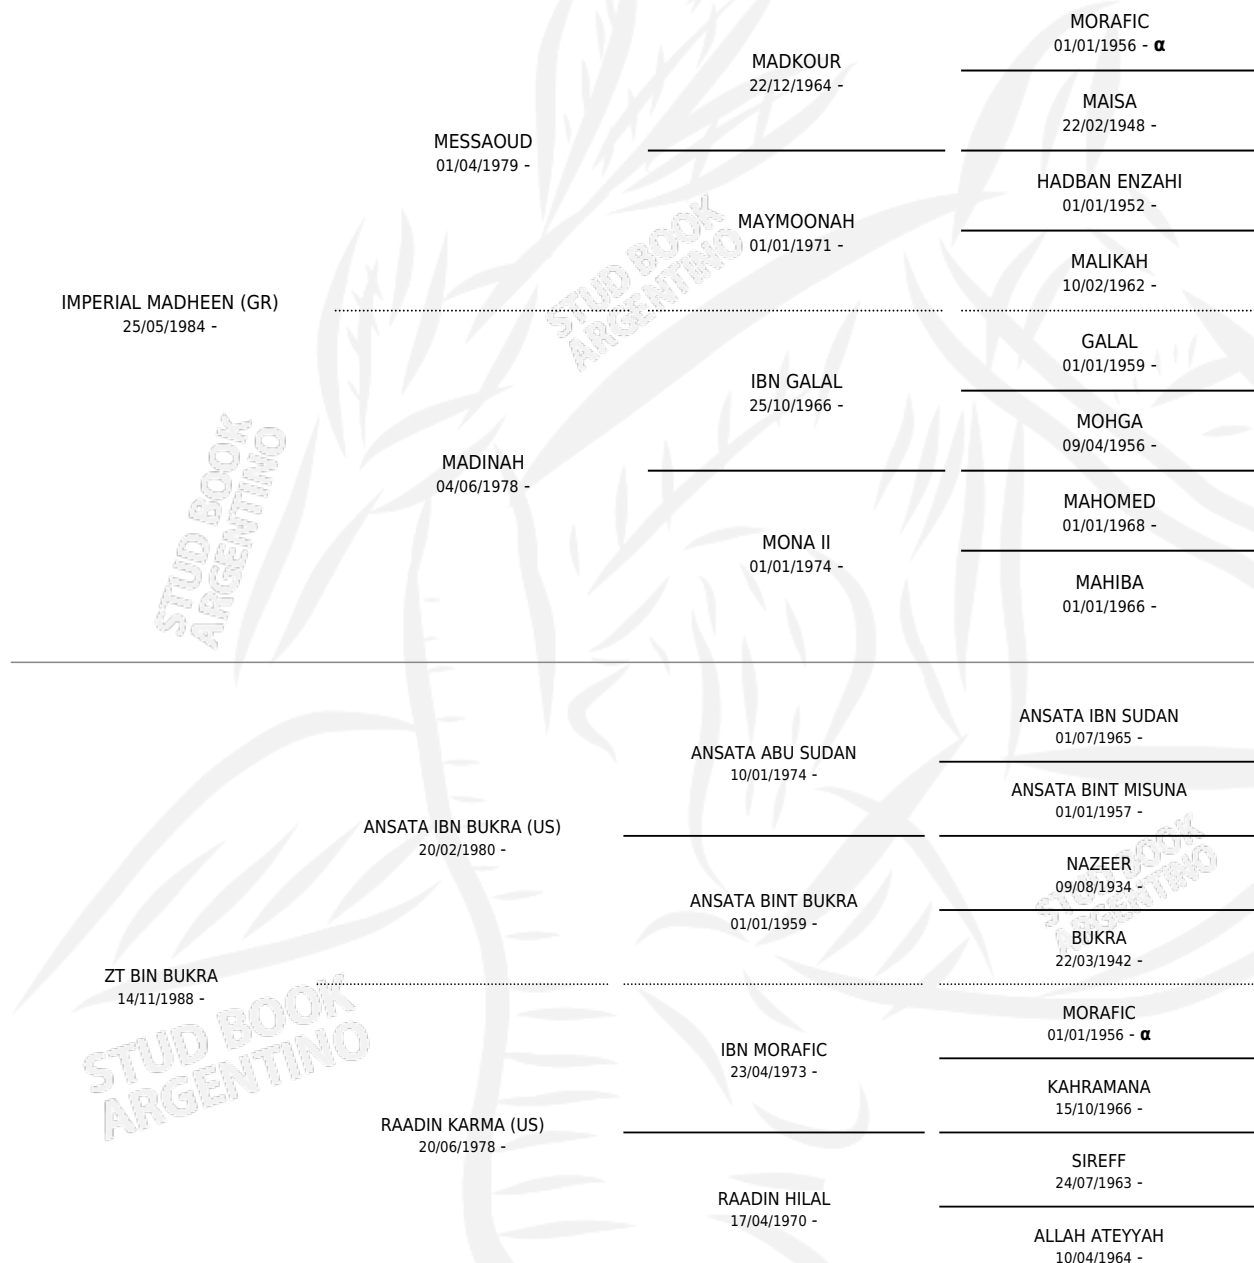 MORAFIC
01/01/1956 - α
MADKOUR
22/12/1964 -
MAISA
22/02/1948 -
MESSAOUD
01/04/1979 -
HADBAN ENZAHI
01/01/1952 -
MAYMOONAH
01/01/1971 -
MALIKAH
10/02/1962 -
IMPERIAL MADHEEN (GR)
25/05/1984 -
GALAL
01/01/1959 -
IBN GALAL
25/10/1966 -
MOHGA
09/04/1956 -
MADINAH
04/06/1978 -
MAHOMED
01/01/1968 -
MONA II
01/01/1974 -
MAHIBA
01/01/1966 -
ANSATA IBN SUDAN
01/07/1965 -
ANSATA ABU SUDAN
10/01/1974 -
ANSATA BINT MISUNA
01/01/1957 -
ANSATA IBN BUKRA (US)
20/02/1980 -
NAZEER
09/08/1934 -
ANSATA BINT BUKRA
01/01/1959 -
BUKRA
22/03/1942 -
ZT BIN BUKRA
14/11/1988 -
MORAFIC
01/01/1956 - α
IBN MORAFIC
23/04/1973 -
KAHRAMANA
15/10/1966 -
RAADIN KARMA (US)
20/06/1978 -
SIREFF
24/07/1963 -
RAADIN HILAL
17/04/1970 -
ALLAH ATEYYAH
10/04/1964 -
STUD BOOK
ARGENTINO
STUD BOOK
ARGENTINO
STUD BOOK
ARGENTINO
STUD BOOK
ARGENTINO